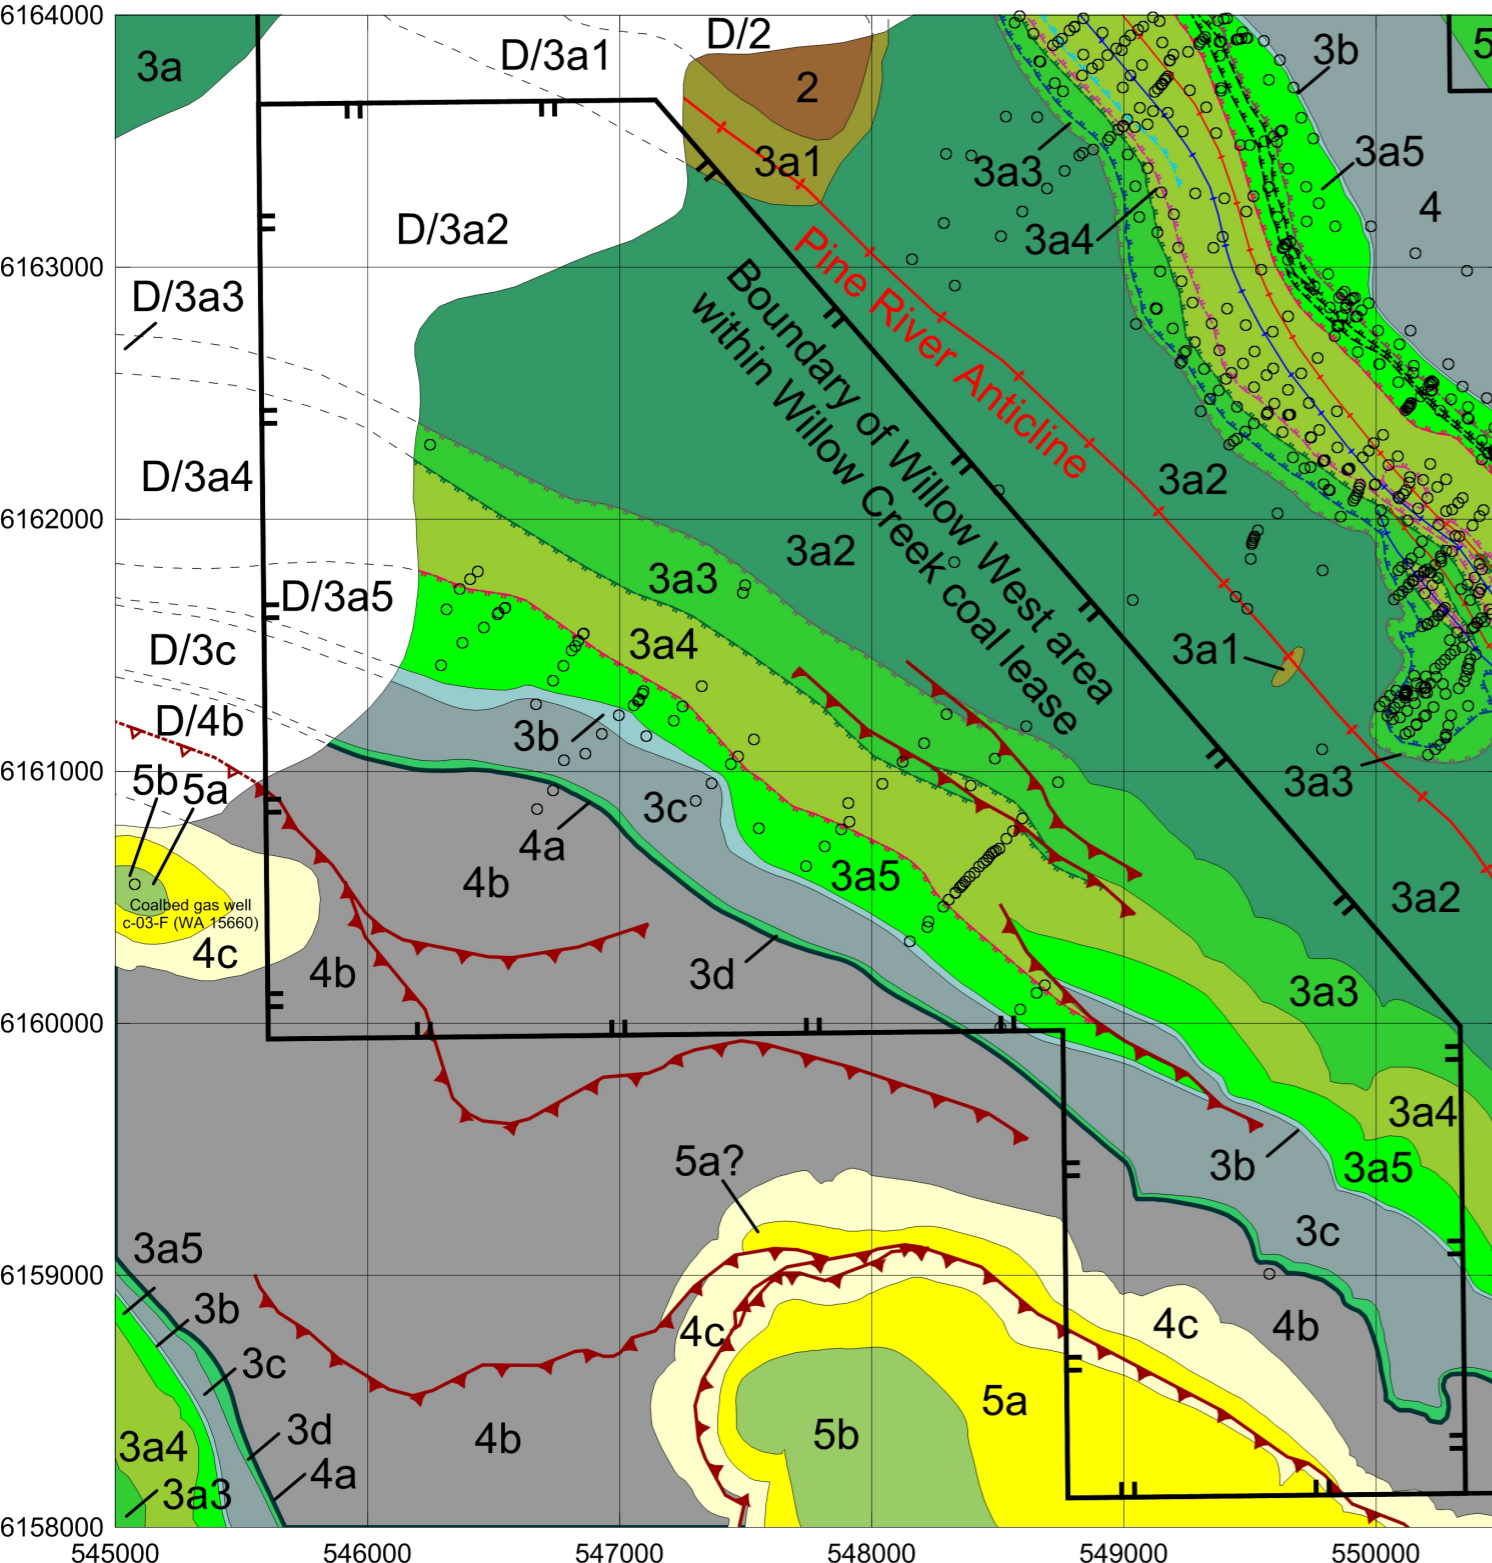 6164000
D/2
D/3a1
3a
2
3b
5
3a1
3a3
3a5
4
D/3a2
3a4
6163000
D/3a3
Pine River Anticline
Boundary of Willow West area
within Willow Creek coal lease
D/3a4
3a2
6162000
3a2
3a3
D/3a5
3a4
3a1
D/3c
D/4b
3b
6161000
5b
5a
3a3
3c
4a
4b
3a5
3a2
Coalbed gas well
c-03-F (WA 15660)
4c
4b
3d
3a3
6160000
3a4
5a?
3b
3a5
3c
3a5
6159000
3b
4c
4c
4b
3c
5a
3d
4b
5b
3a4
4a
3a3
6158000
545000
546000
547000
548000
549000
550000